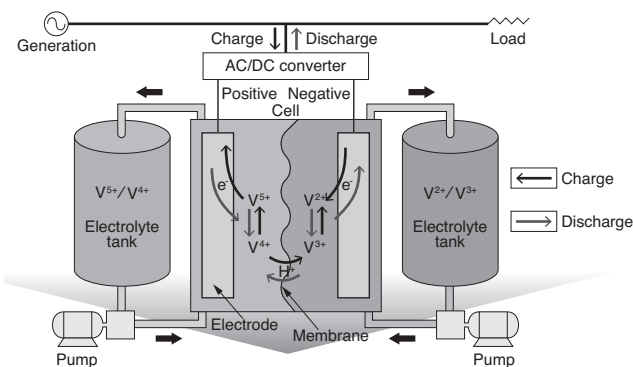 Generation
Charge
Discharge
Load
AC/DC converter
Positive Negative
Cell
V⁵⁺/V⁴⁺
Electrolyte
tank
e⁻
V⁵⁺
V⁴⁺
V²⁺
V³⁺
e⁻
H⁺
V²⁺/V³⁺
Electrolyte
tank
Charge
Discharge
Electrode
Membrane
Pump
Pump